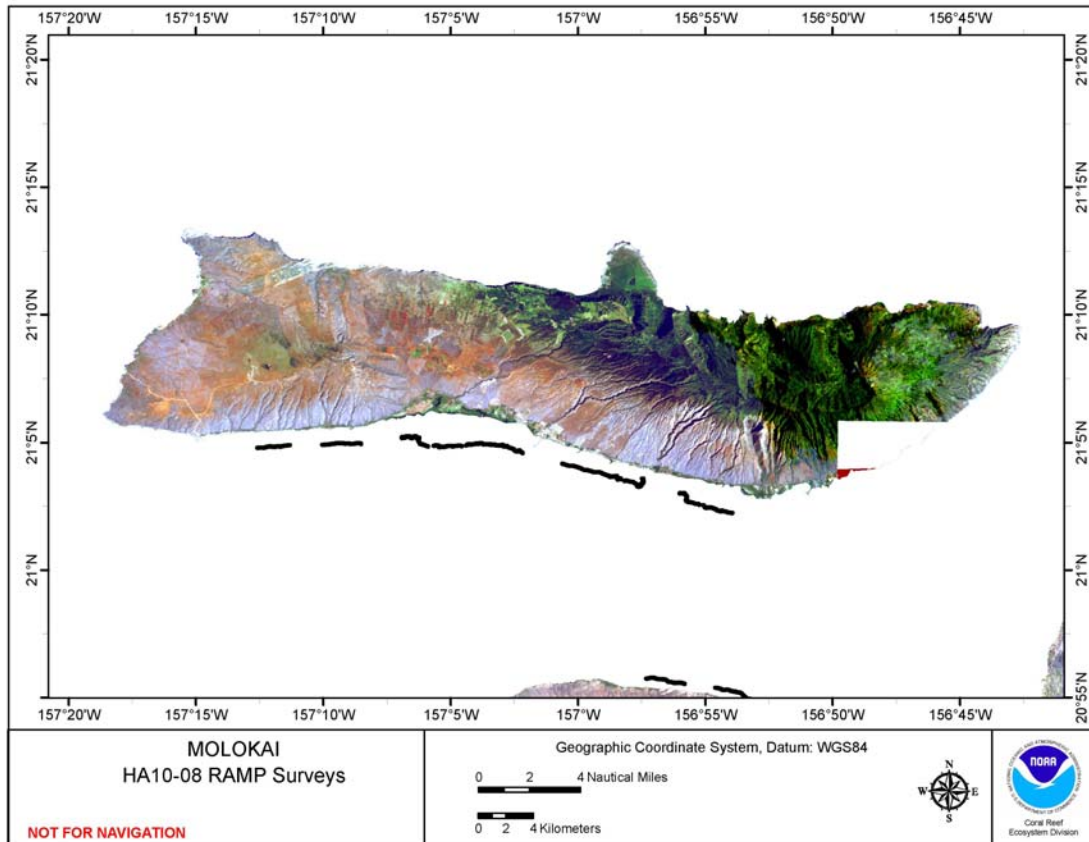 157°20'W 157°15'W 157°10'W 157°5'W 157°W 156°55'W 156°50'W 156°45'W
21°20'N 21°20'N
21°15'N 21°15'N
21°10'N 21°10'N
21°5'N 21°5'N
21°N 21°N
20°55'N
157°20'W 157°15'W 157°10'W 157°5'W 157°W 156°55'W 156°50'W 156°45'W
MOLOKAI
HA10-08 RAMP Surveys
NOT FOR NAVIGATION
Geographic Coordinate System, Datum: WGS84
0 2 4 Nautical Miles
0 2 4 Kilometers
N
W E
S
NOAA
Coral Reef
Ecosystem Division